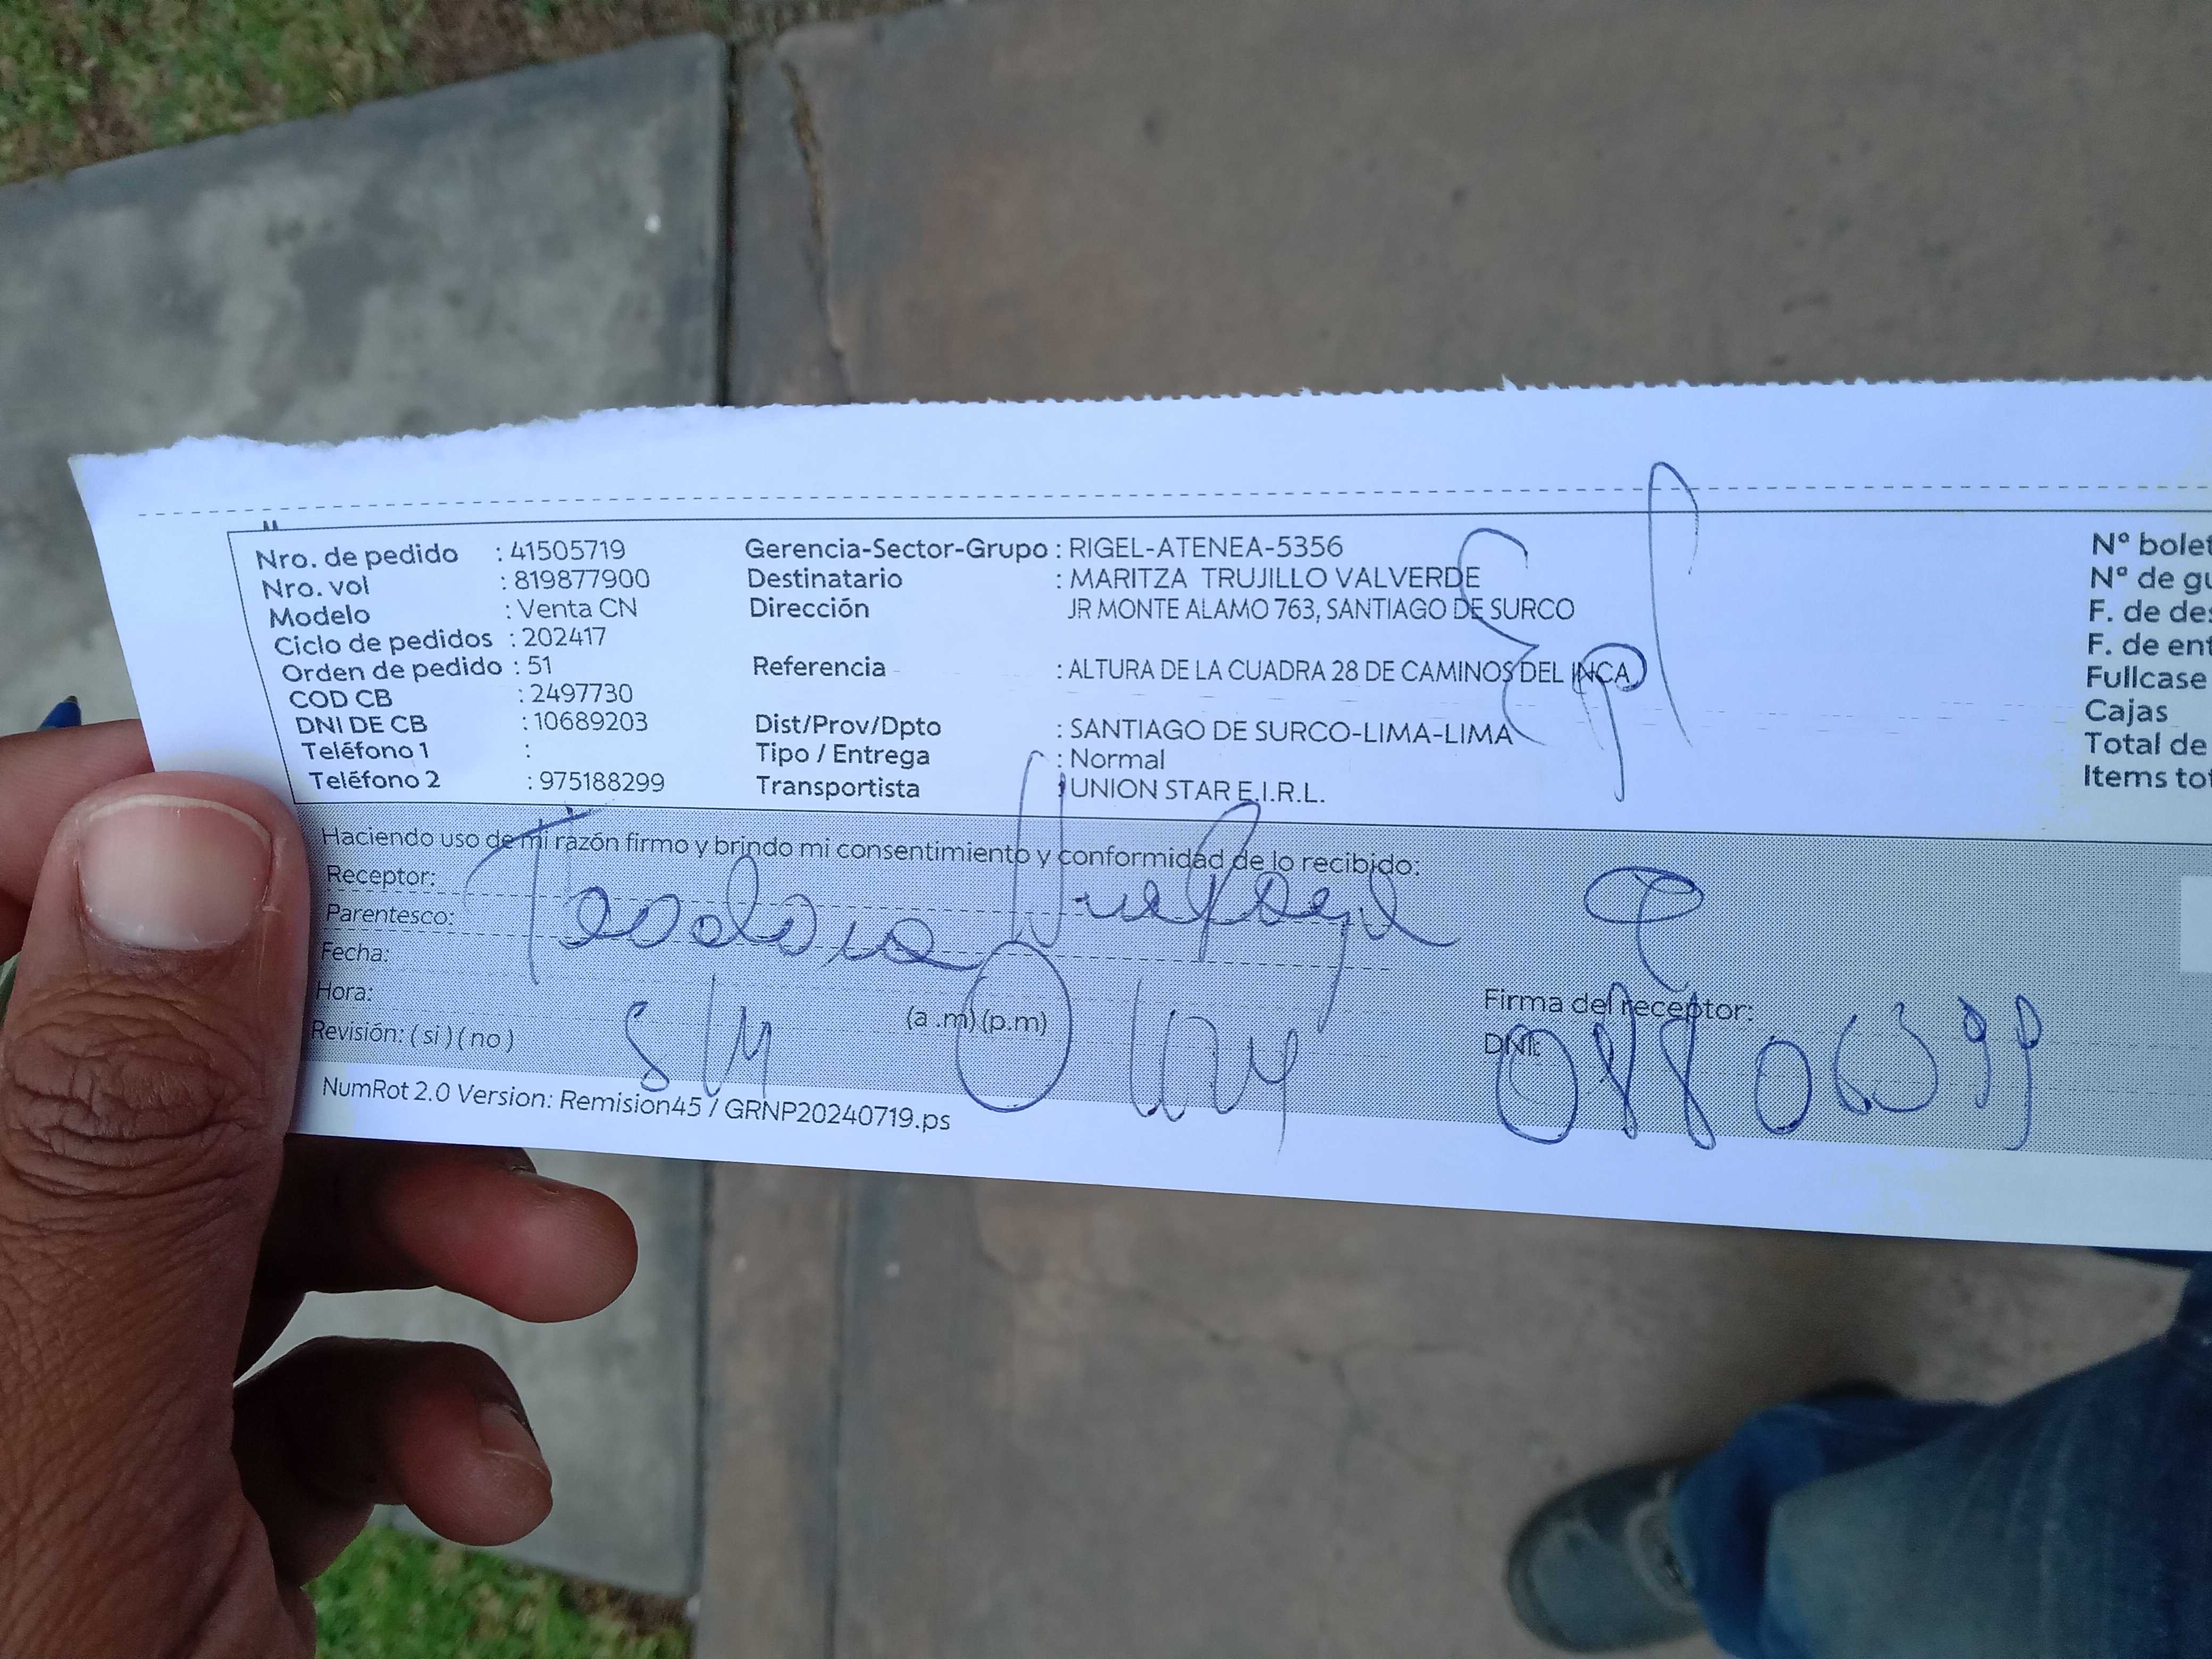 Nro. de pedido : 41505719
Nro. vol : 819877900
Modelo : Venta CN
Ciclo de pedidos : 202417
Orden de pedido : 51
COD CB : 2497730
DNI DE CB : 10689203
Teléfono 1 :
Teléfono 2 : 975188299
Gerencia-Sector-Grupo : RIGEL-ATENEA-5356
Destinatario : MARITZA TRUJILLO VALVERDE
Dirección JR MONTE ALAMO 763, SANTIAGO DE SURCO
Referencia : ALTURA DE LA CUADRA 28 DE CAMINOS DEL INCA
Dist/Prov/Dpto : SANTIAGO DE SURCO-LIMA-LIMA
Tipo / Entrega : Normal
Transportista : UNION STAR E.I.R.L.
Nº bolet
Nº de gu
F. de des
F. de ent
Fullcase
Cajas
Total de
Items tot
Haciendo uso de mi razón firmo y brindo mi consentimiento y conformidad de lo recibido:
Receptor: Teodora
Parentesco:
Fecha:
Hora: (a .m) (p.m)
Revisión: ( si ) ( no )
Firma del receptor:
DNI:
NumRot 2.0 Version: Remision45 / GRNP20240719.ps